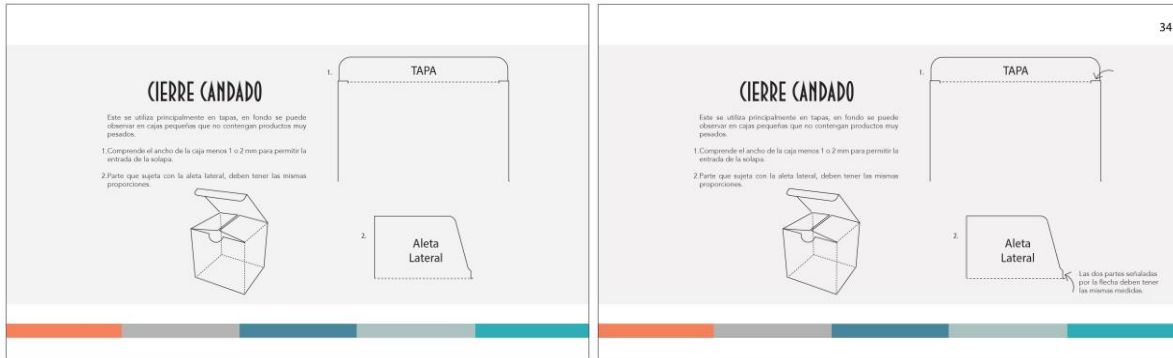 CIERRE CANDADO
Este se utiliza principalmente en tapas, en fondo se puede
observar en cajas pequeñas que no contengan productos muy
pesados.
1.Comprende el ancho de la caja menos 1 o 2 mm para permitir la
entrada de la solapa.
2.Parte que sujeta con la aleta lateral, deben tener las mismas
proporciones.
1.
TAPA
2.
Aleta
Lateral
34
CIERRE CANDADO
Este se utiliza principalmente en tapas, en fondo se puede
observar en cajas pequeñas que no contengan productos muy
pesados.
1.Comprende el ancho de la caja menos 1 o 2 mm para permitir la
entrada de la solapa.
2.Parte que sujeta con la aleta lateral, deben tener las mismas
proporciones.
1.
TAPA
2.
Aleta
Lateral
Las dos partes señaladas
por la flecha deben tener
las mismas medidas.